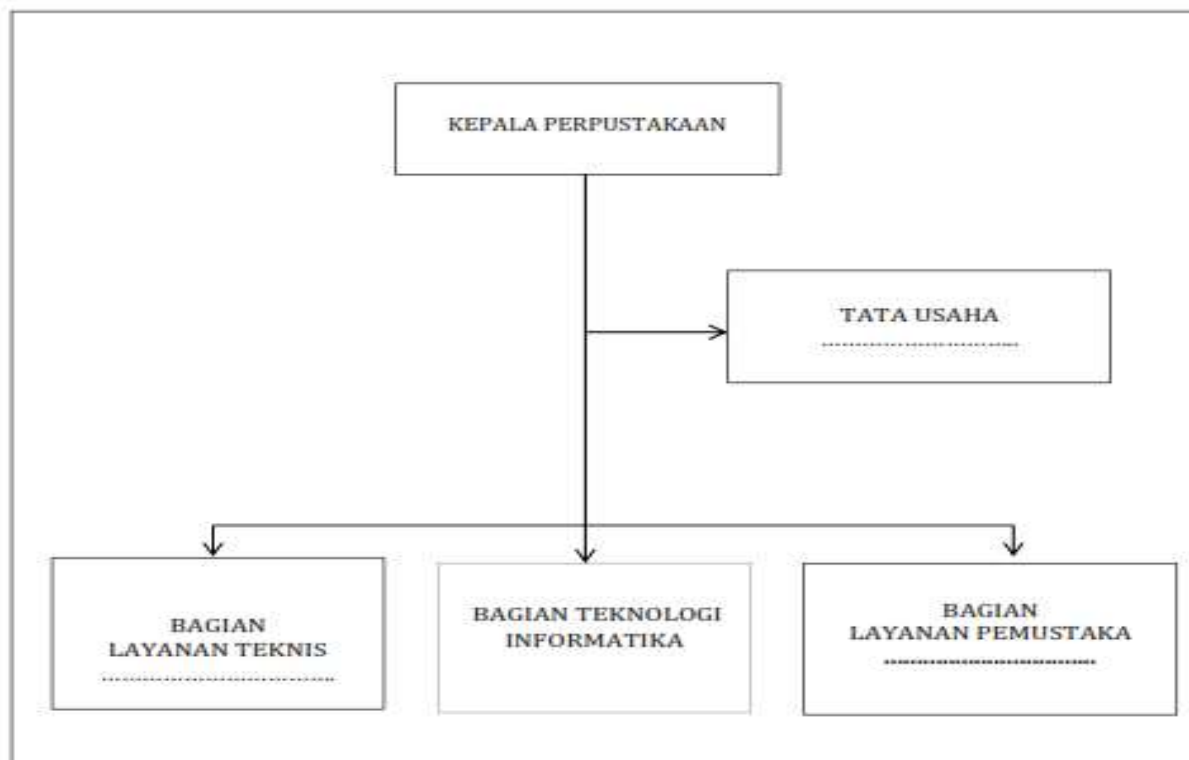 KEPALA PERPUSTAKAAN
TATA USAHA
................................
BAGIAN
LAYANAN TEKNIS
................................
BAGIAN TEKNOLOGI
INFORMATIKA
BAGIAN
LAYANAN PEMUSTAKA
................................